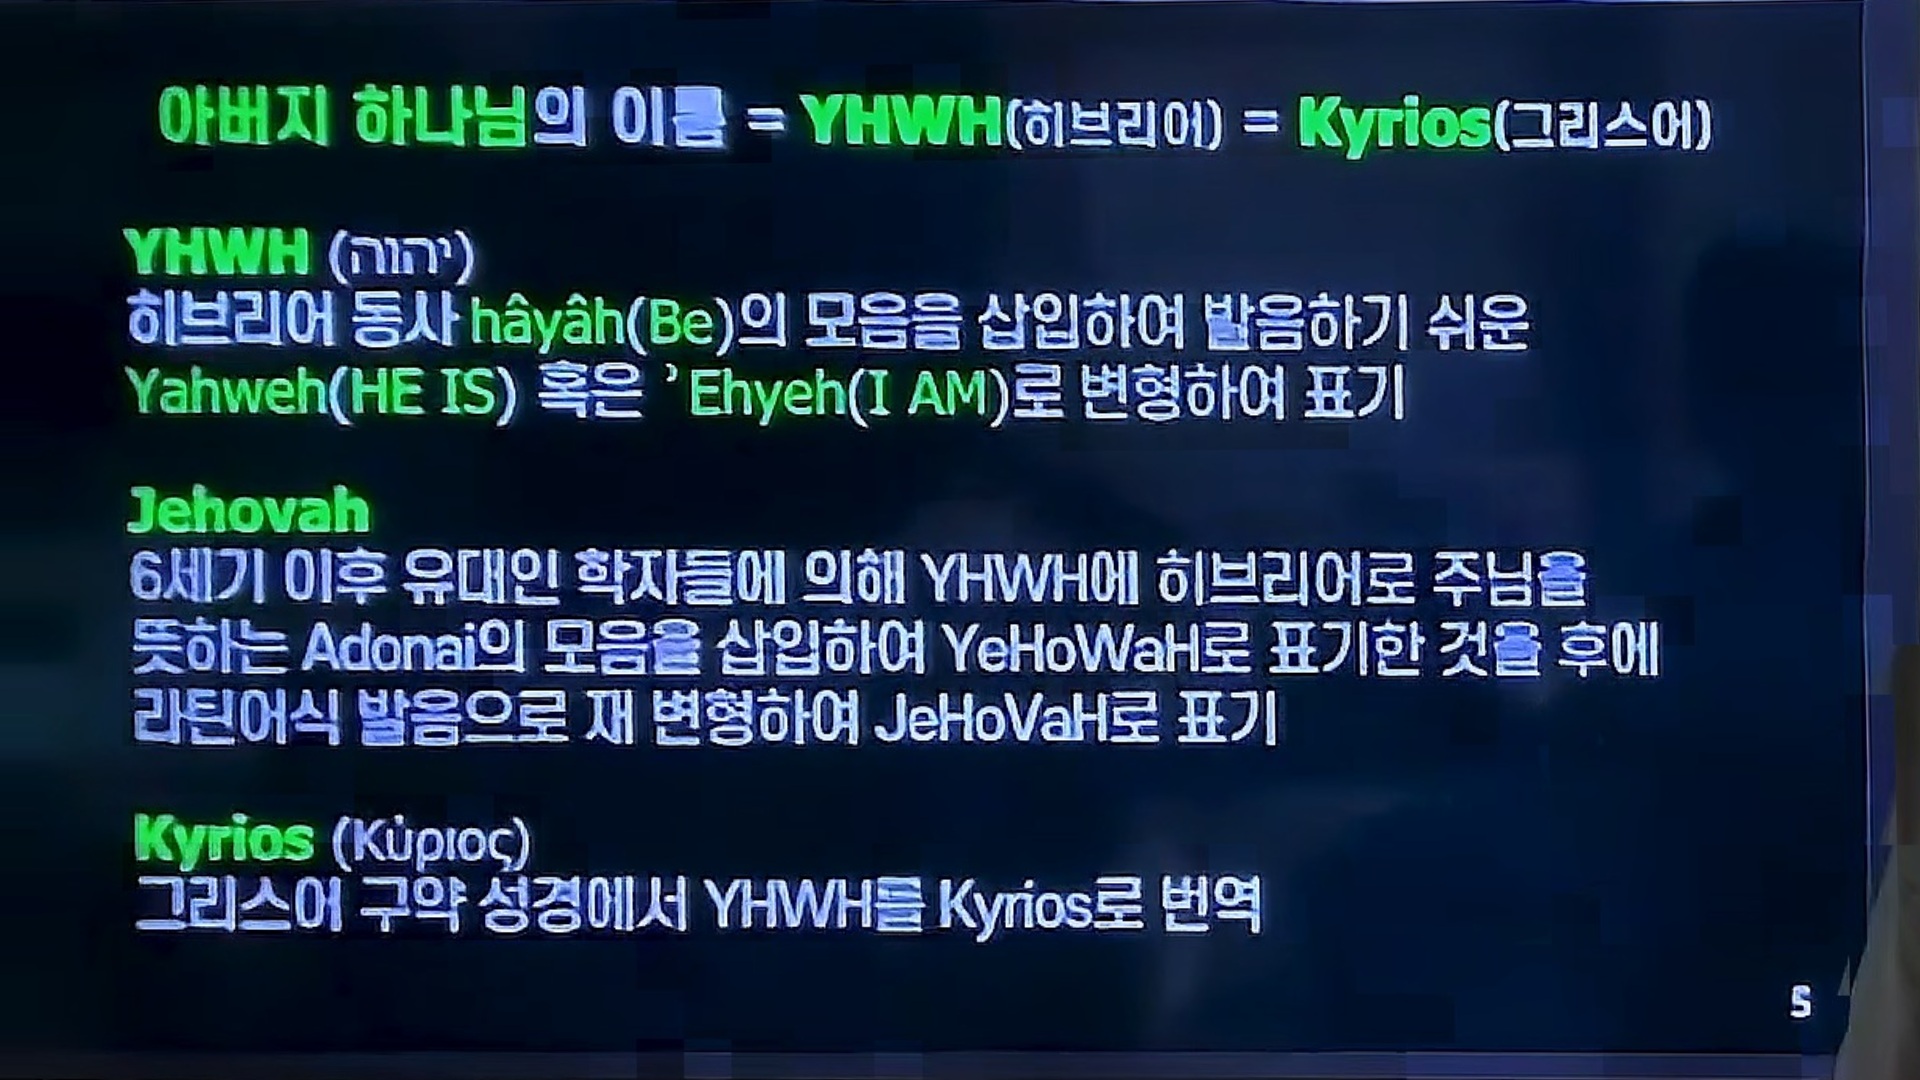 아버지 하나님의 이름 = YHWH(히브리어) = Kyrios(그리스어)
YHWH (יהוה)
히브리어 동사 hâyâh(Be)의 모음을 삽입하여 발음하기 쉬운
Yahweh(HE IS) 혹은 ʾEhyeh(I AM)로 변형하여 표기
Jehovah
6세기 이후 유대인 학자들에 의해 YHWH에 히브리어로 주님을
뜻하는 Adonai의 모음을 삽입하여 YeHoWaH로 표기한 것을 후에
라틴어식 발음으로 재 변형하여 JeHoVaH로 표기
Kyrios (Κύριος)
그리스어 구약 성경에서 YHWH를 Kyrios로 번역
5